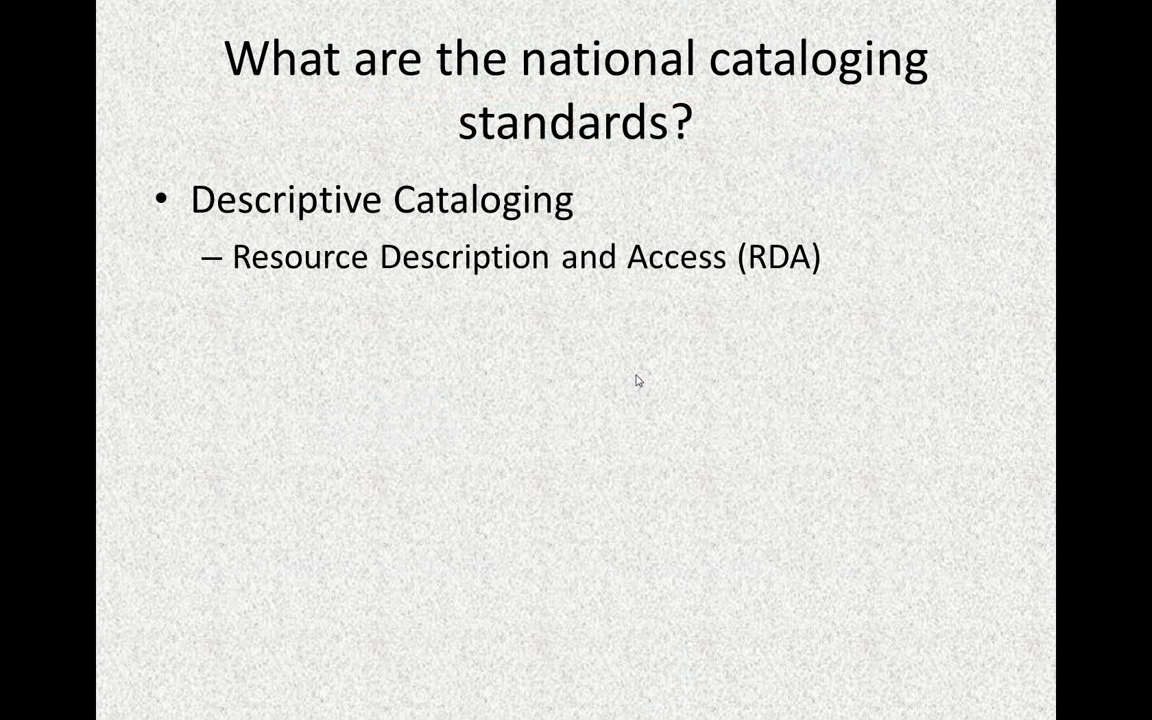 What are the national cataloging
standards?
• Descriptive Cataloging
– Resource Description and Access (RDA)